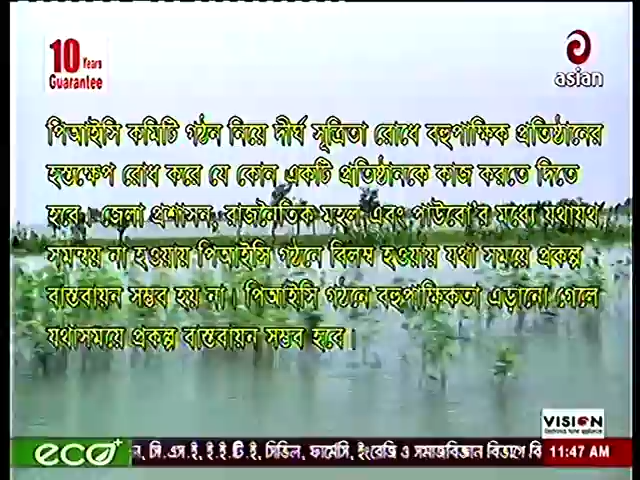 10 Years
Guarantee
asian
পিআইসি কমিটি গঠন নিয়ে দীর্ঘ সূত্রিতা রোধে বহুপাক্ষিক প্রতিষ্ঠানের
হস্তক্ষেপ রোধ করে যে কোন একটি প্রতিষ্ঠানকে কাজ করতে দিতে
হবে। জেলা প্রশাসন, রাজনৈতিক মহল এবং পাউবো'র মধ্যে যথাযথ
সমন্বয় না হওয়ায় পিআইসি গঠনে বিলম্ব হওয়ায় যথা সময়ে প্রকল্প
বাস্তবায়ন সম্ভব হয় না। পিআইসি গঠনে বহুপাক্ষিকতা এড়ানো গেলে
যথাসময়ে প্রকল্প বাস্তবায়ন সম্ভব হবে।
VISION
Electronics home appliance
eco+
ন, সি.এস.ই, ই.ই.টি.ই, সিভিল, ফার্মেসি, ইংরেজি ও সমাজবিজ্ঞান বিভাগে বি
11:47 AM